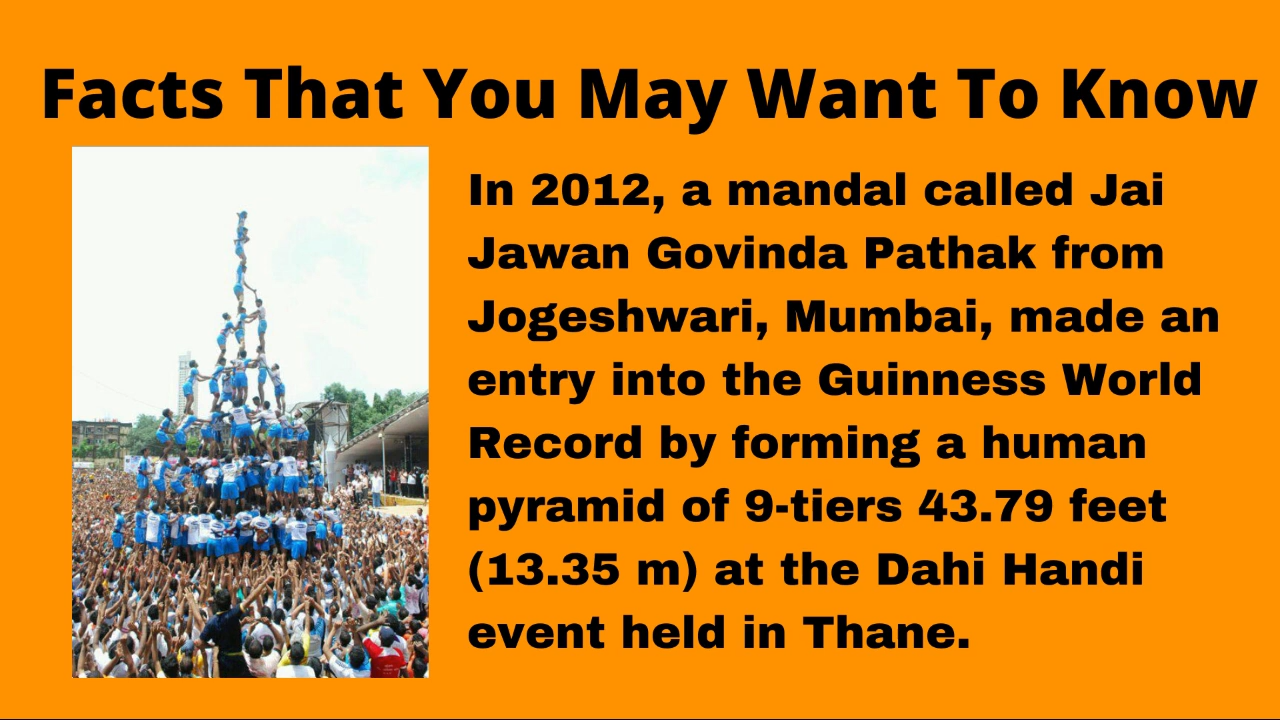 Facts That You May Want To Know
In 2012, a mandal called Jai
Jawan Govinda Pathak from
Jogeshwari, Mumbai, made an
entry into the Guinness World
Record by forming a human
pyramid of 9-tiers 43.79 feet
(13.35 m) at the Dahi Handi
event held in Thane.